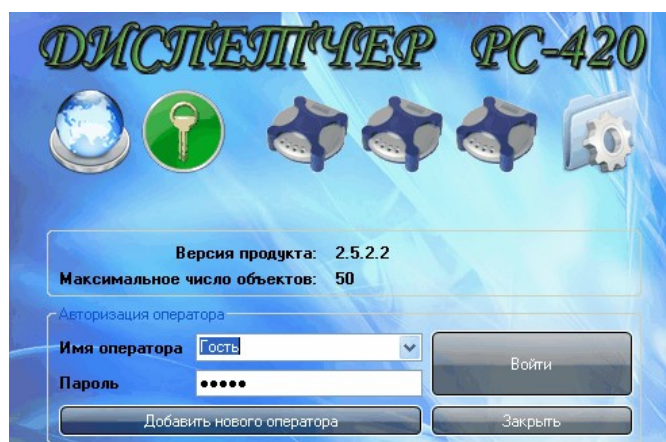 ДИСПЕТЧЕР РС-420
Версия продукта: 2.5.2.2
Максимальное число объектов: 50
Авторизация оператора
Имя оператора Гость
Войти
Пароль •••••
Добавить нового оператора Закрыть